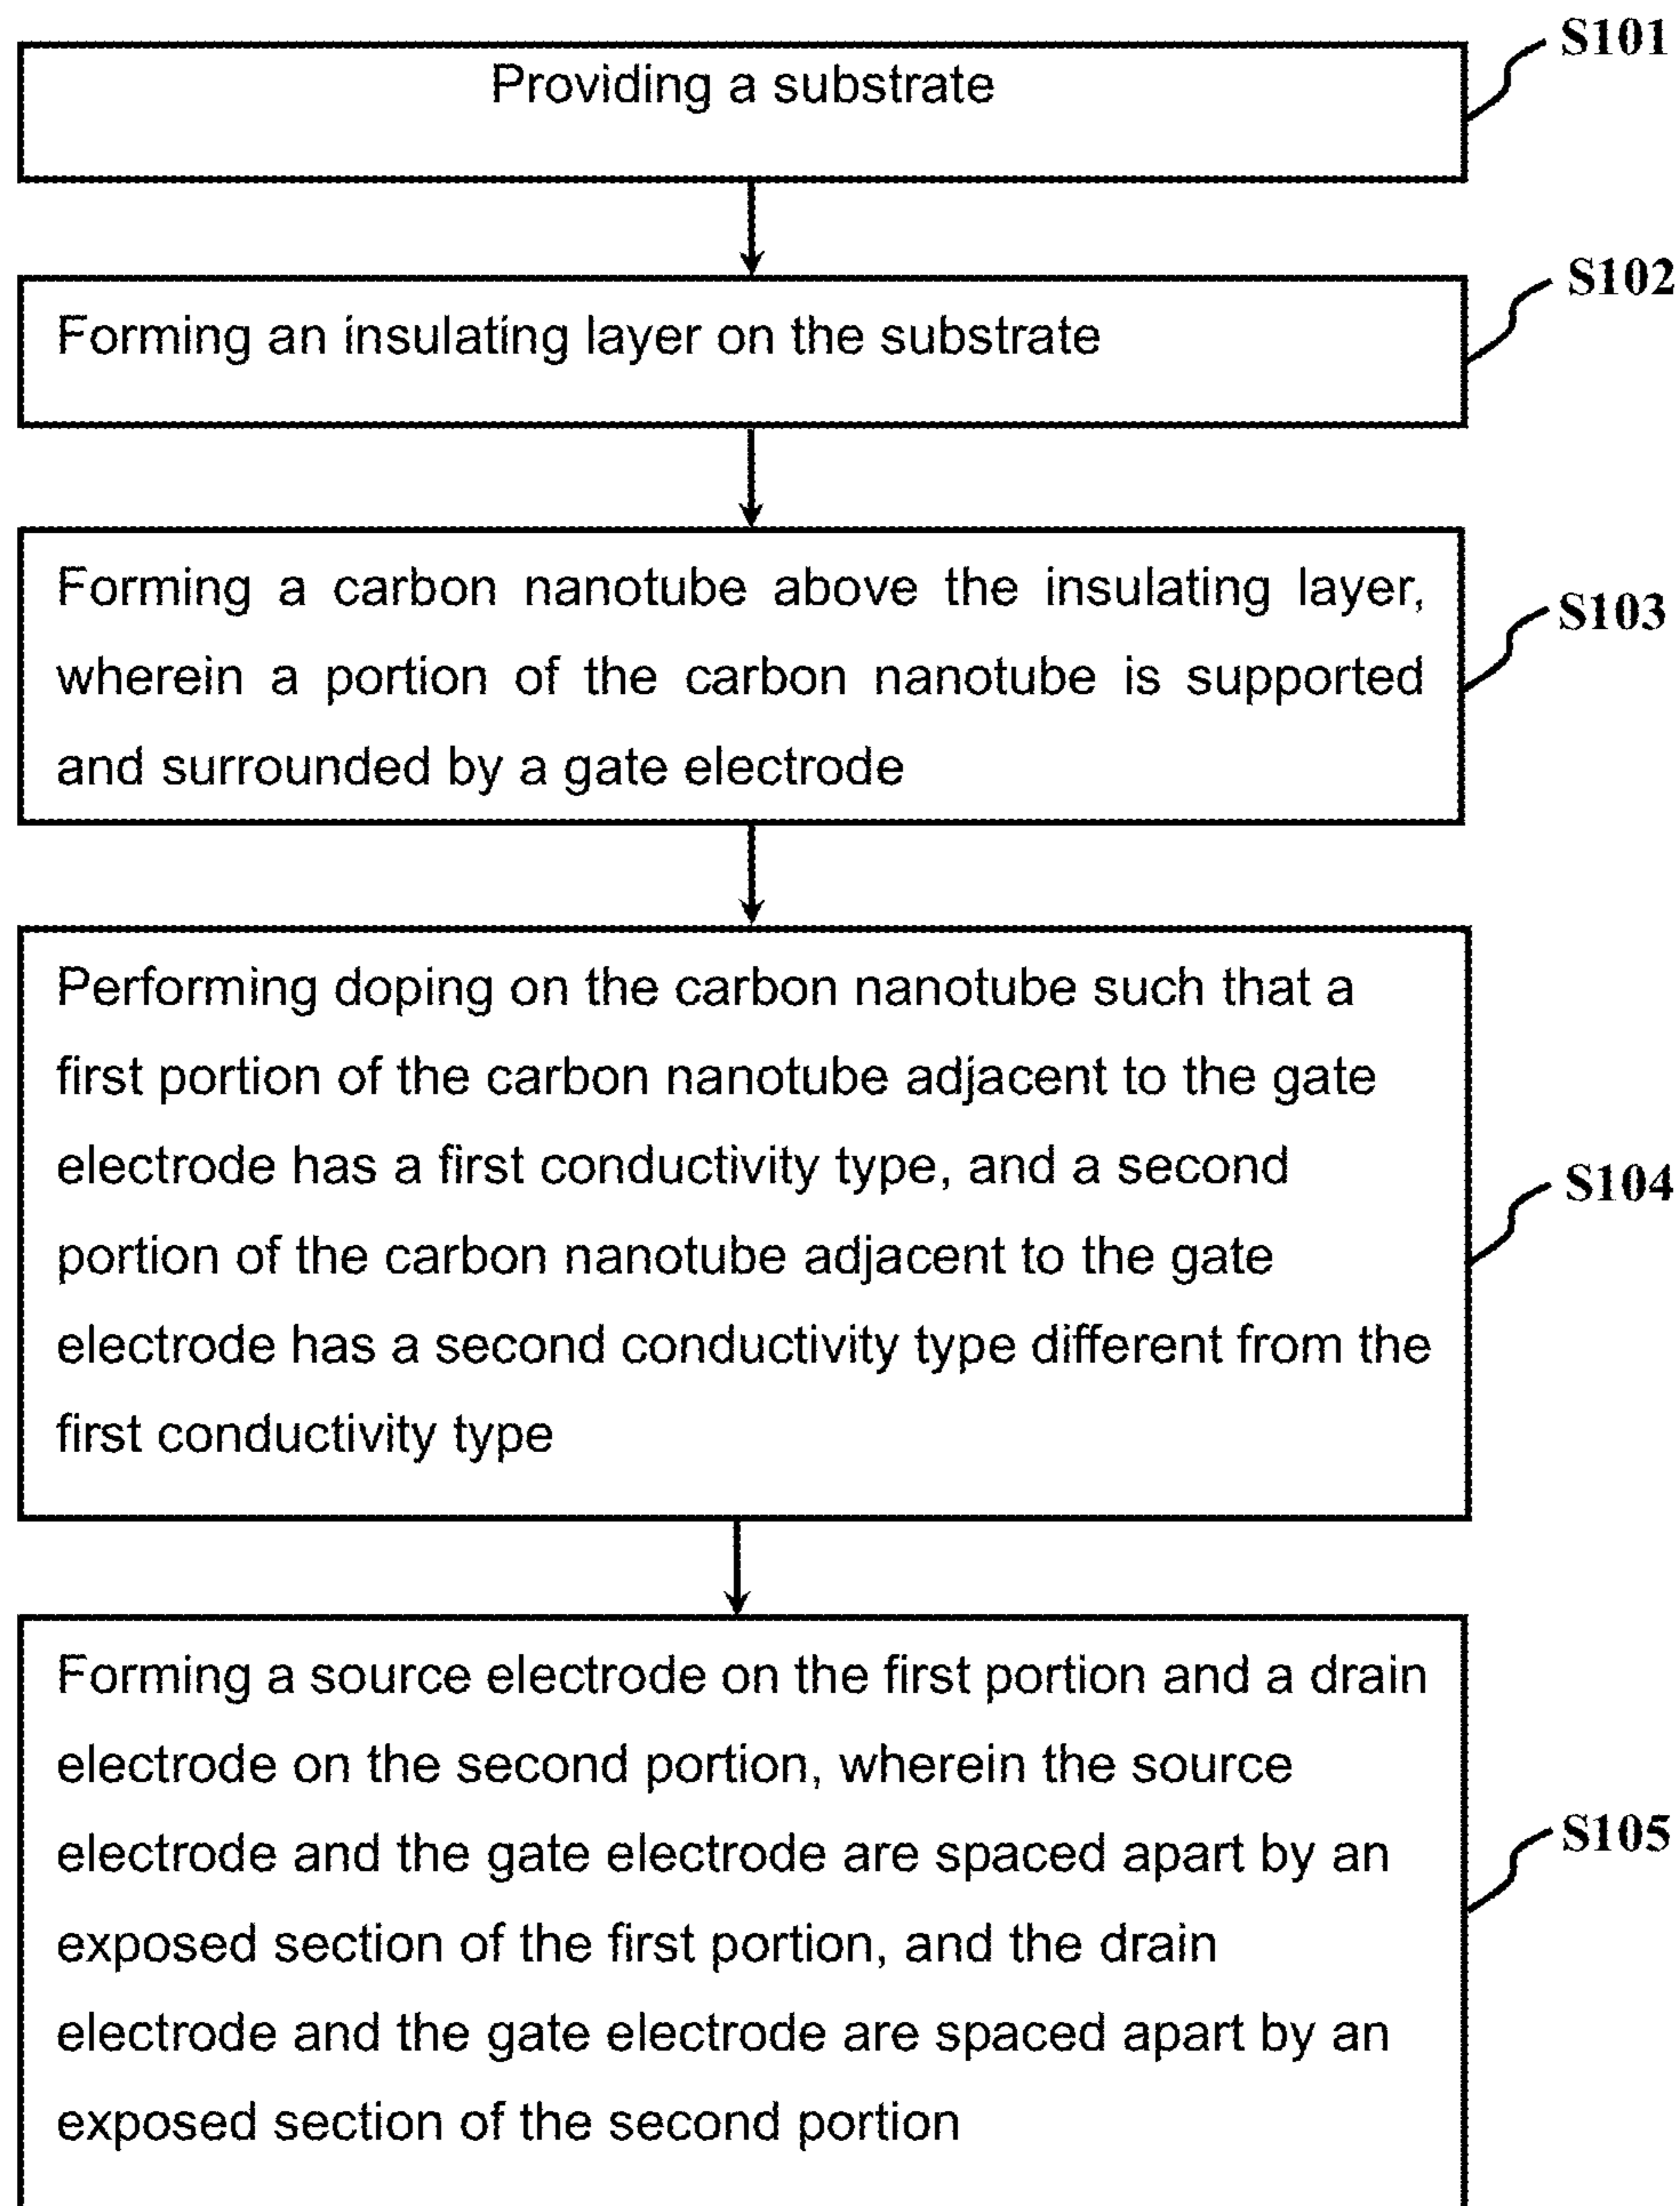 S101
Providing a substrate
S102
Forming an insulating layer on the substrate
Forming a carbon nanotube above the insulating layer,
S103
wherein a portion of the carbon nanotube is supported
and surrounded by a gate electrode
Performing doping on the carbon nanotube such that a
first portion of the carbon nanotube adjacent to the gate
electrode has a first conductivity type, and a second
S104
portion of the carbon nanotube adjacent to the gate
electrode has a second conductivity type different from the
first conductivity type
Forming a source electrode on the first portion and a drain
electrode on the second portion, wherein the source
S105
electrode and the gate electrode are spaced apart by an
exposed section of the first portion, and the drain
electrode and the gate electrode are spaced apart by an
exposed section of the second portion